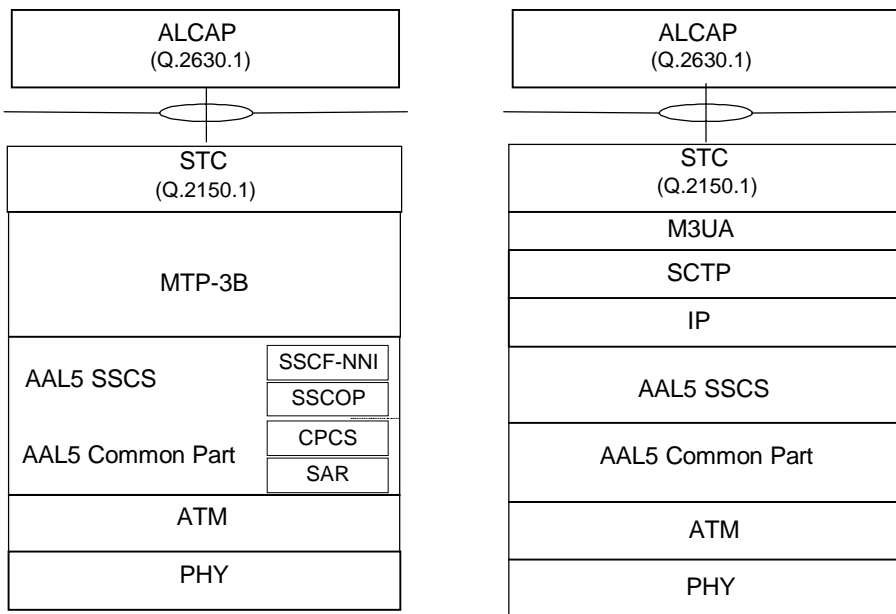 ALCAP
(Q.2630.1)
STC
(Q.2150.1)
MTP-3B
AAL5 SSCS
SSCF-NNI
SSCOP
AAL5 Common Part
CPCS
SAR
ATM
PHY
ALCAP
(Q.2630.1)
STC
(Q.2150.1)
M3UA
SCTP
IP
AAL5 SSCS
AAL5 Common Part
ATM
PHY